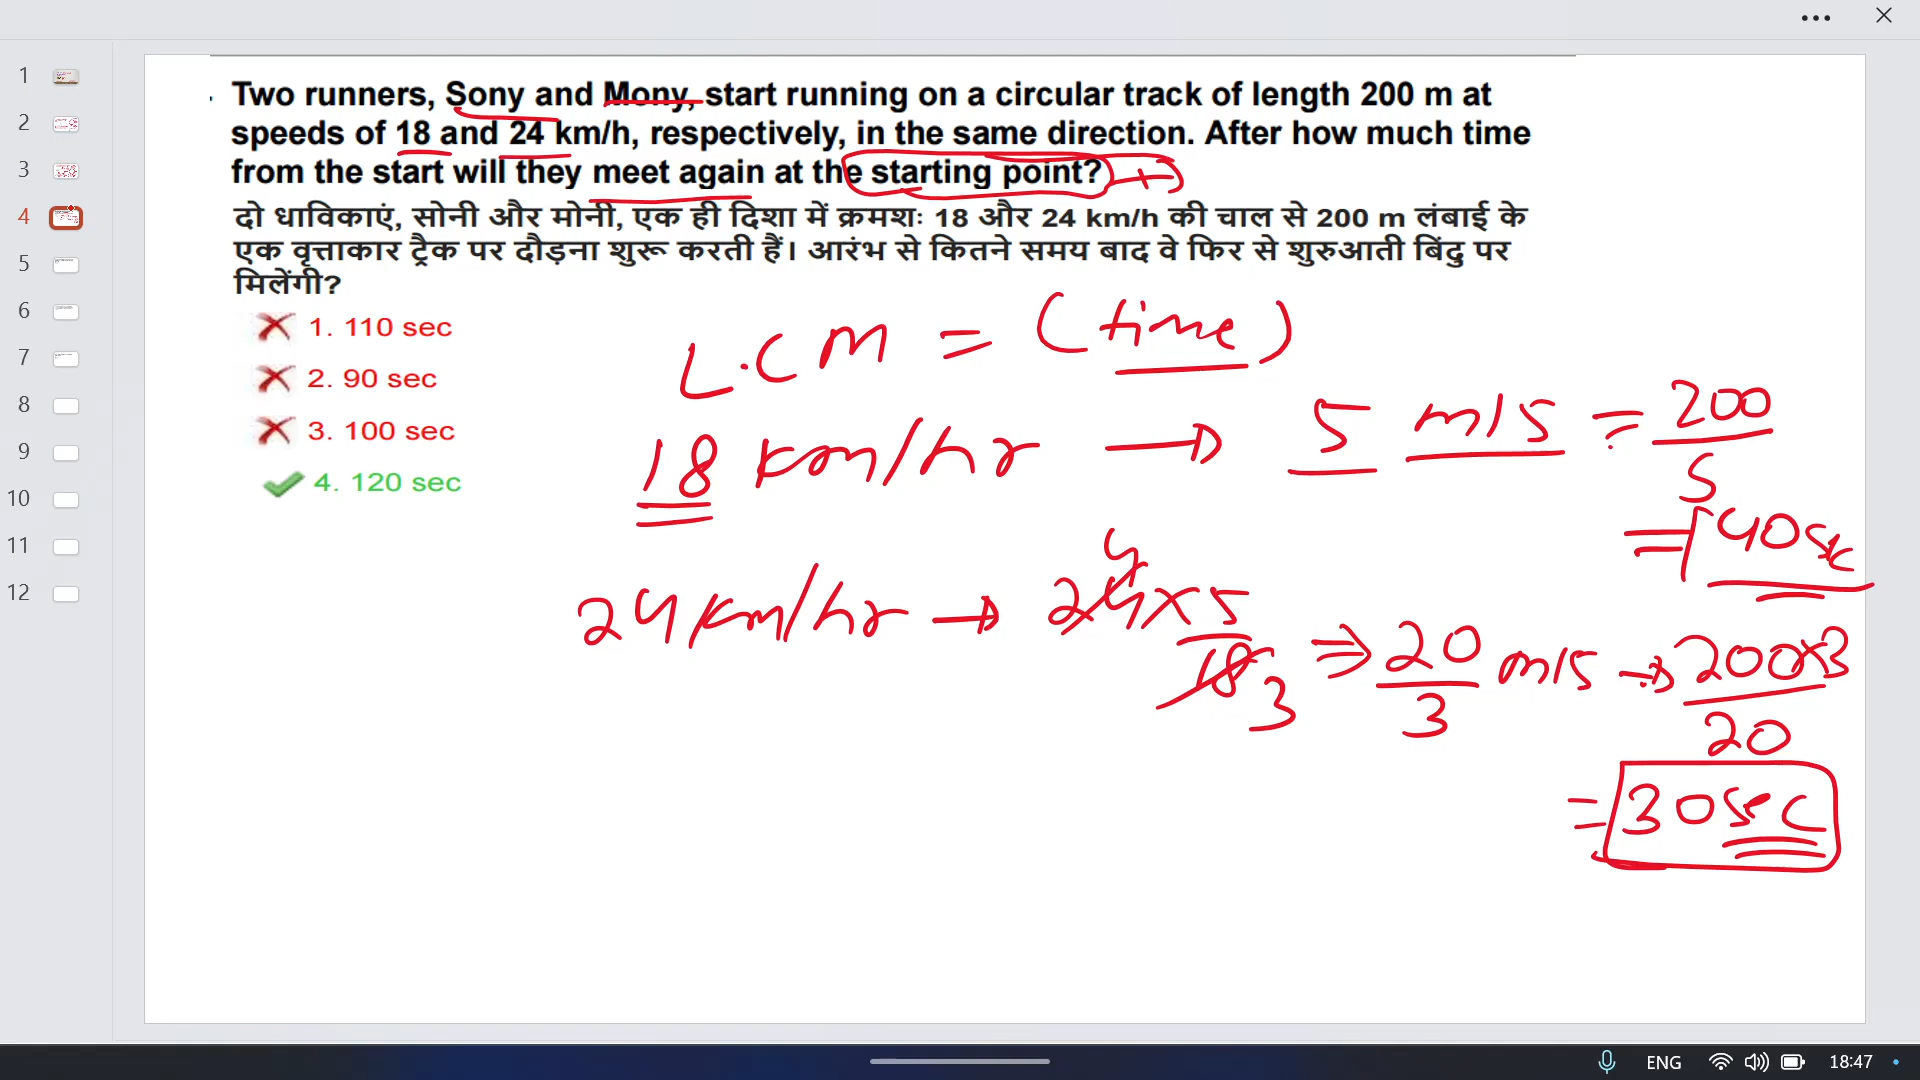 1
2
3
4
5
6
7
8
9
10
11
12
Two runners, Sony and Mony, start running on a circular track of length 200 m at
speeds of 18 and 24 km/h, respectively, in the same direction. After how much time
from the start will they meet again at the starting point?
दो धाविकाएं, सोनी और मोनी, एक ही दिशा में क्रमशः 18 और 24 km/h की चाल से 200 m लंबाई के
एक वृत्ताकार ट्रैक पर दौड़ना शुरू करती हैं। आरंभ से कितने समय बाद वे फिर से शुरुआती बिंदु पर
मिलेंगी?
1. 110 sec
2. 90 sec
3. 100 sec
4. 120 sec
L.C M = (time)
18 km/hr → 5 m/s = 200
5
= 40 sec
4
24 km/hr → 24 × 5
18 3
⇒ 20 m/s → 200×3
3
20
= 30 sec
ENG
18:47